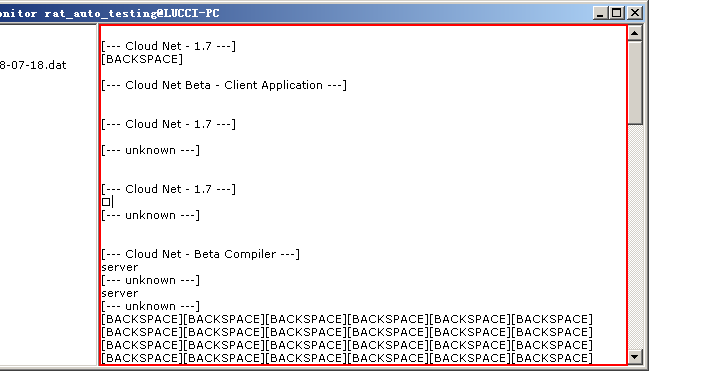 onitor rat_auto_testing@LUCCI-PC
8-07-18.dat
[--- Cloud Net - 1.7 ---]
[BACKSPACE]
[--- Cloud Net Beta - Client Application ---]
[--- Cloud Net - 1.7 ---]
[--- unknown ---]
[--- Cloud Net - 1.7 ---]
[--- unknown ---]
[--- Cloud Net - Beta Compiler ---]
server
[--- unknown ---]
server
[--- unknown ---]
[BACKSPACE][BACKSPACE][BACKSPACE][BACKSPACE][BACKSPACE][BACKSPACE]
[BACKSPACE][BACKSPACE][BACKSPACE][BACKSPACE][BACKSPACE][BACKSPACE]
[BACKSPACE][BACKSPACE][BACKSPACE][BACKSPACE][BACKSPACE][BACKSPACE]
[BACKSPACE][BACKSPACE][BACKSPACE][BACKSPACE][BACKSPACE][BACKSPACE]